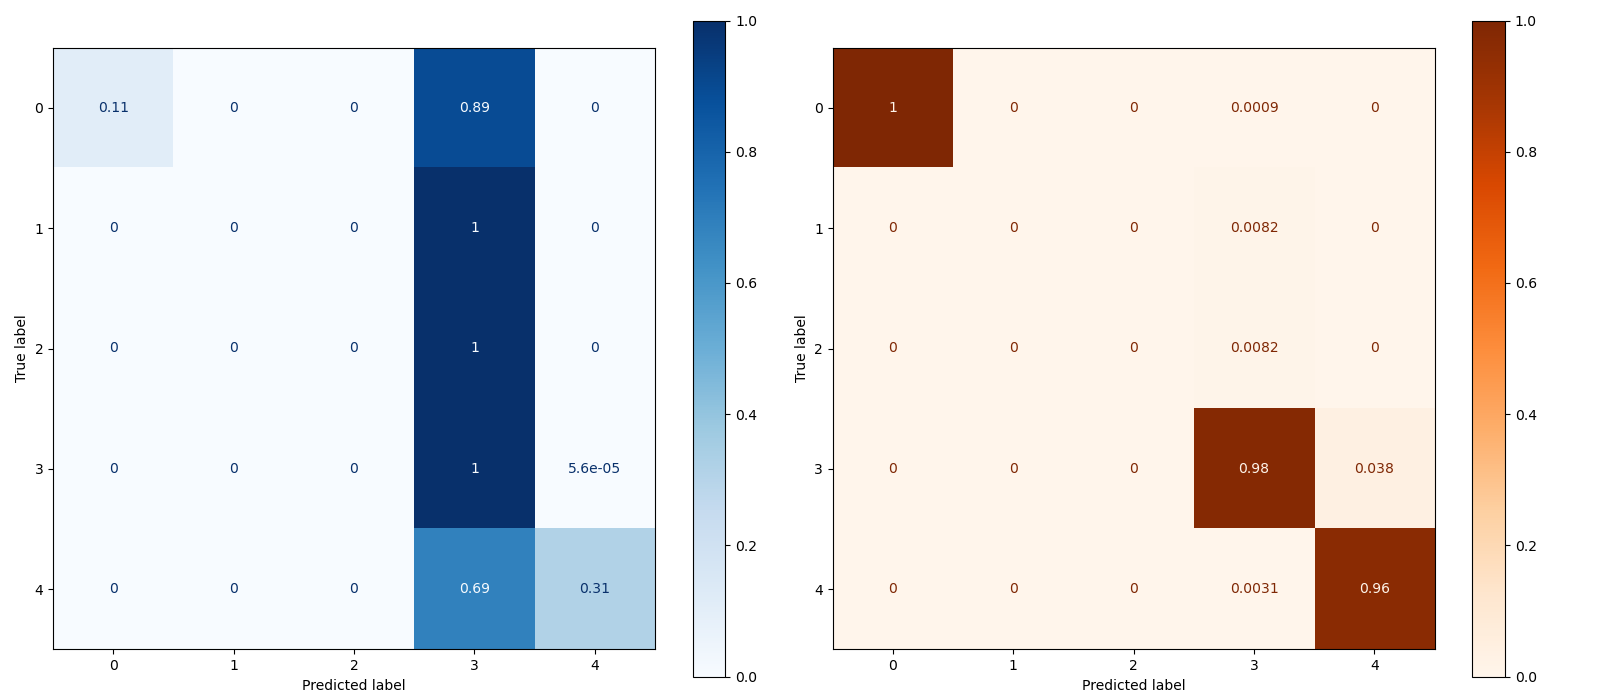 1.0
0.8
0.6
0.4
0.2
0.0
0 0.11 0 0 0.89 0
1 0 0 0 1 0
2 0 0 0 1 0
3 0 0 0 1 5.6e-05
4 0 0 0 0.69 0.31
0 1 2 3 4
True label
Predicted label
1.0
0.8
0.6
0.4
0.2
0.0
0 1 0 0 0.0009 0
1 0 0 0 0.0082 0
2 0 0 0 0.0082 0
3 0 0 0 0.98 0.038
4 0 0 0 0.0031 0.96
0 1 2 3 4
True label
Predicted label